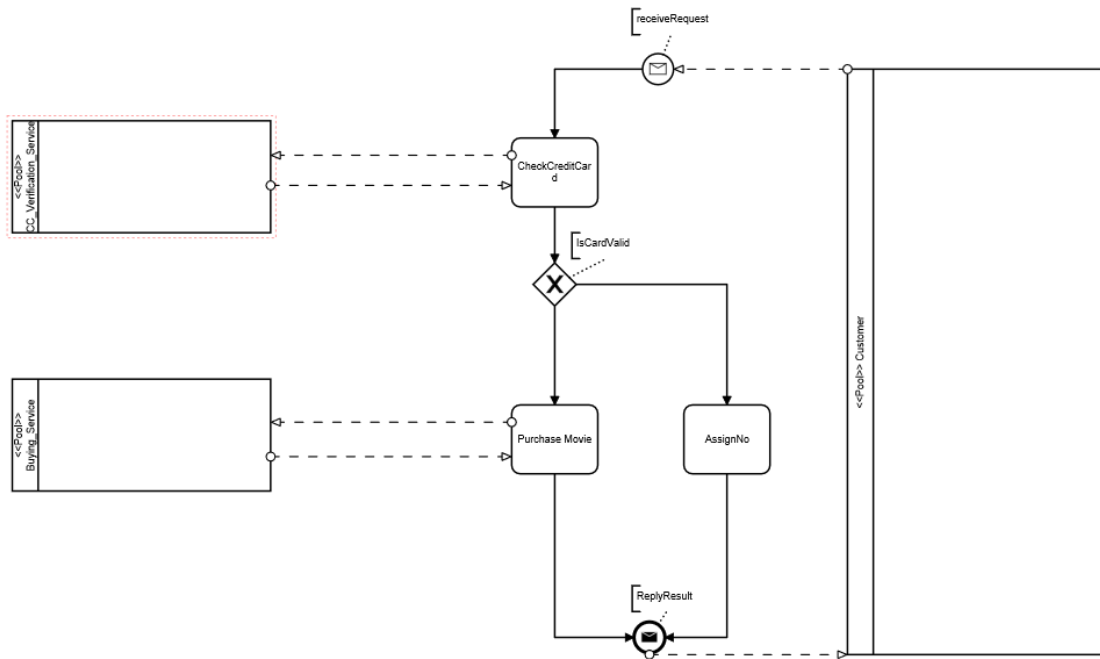 receiveRequest
<<Pool>>
CC_Verification_Service
CheckCreditCar
d
IsCardValid
<<Pool>> Customer
<<Pool>>
Buying_Service
Purchase Movie
AssignNo
ReplyResult